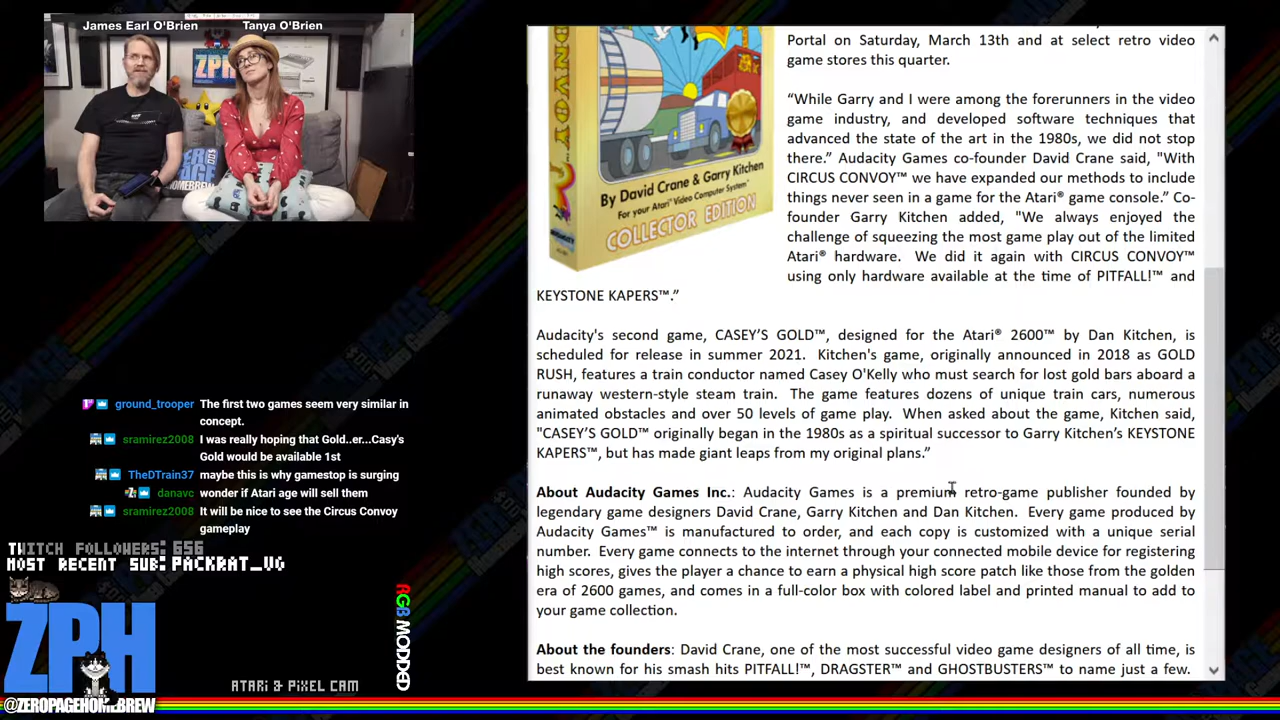 James Earl O'Brien
Tanya O'Brien
ZPH
CONVOY
By David Crane & Garry Kitchen
For your Atari® Video Computer System™
COLLECTOR EDITION
Portal on Saturday, March 13th and at select retro video
game stores this quarter.
“While Garry and I were among the forerunners in the video
game industry, and developed software techniques that
advanced the state of the art in the 1980s, we did not stop
there.” Audacity Games co-founder David Crane said, "With
CIRCUS CONVOY™ we have expanded our methods to include
things never seen in a game for the Atari® game console.” Co-
founder Garry Kitchen added, "We always enjoyed the
challenge of squeezing the most game play out of the limited
Atari® hardware. We did it again with CIRCUS CONVOY™
using only hardware available at the time of PITFALL!™ and
KEYSTONE KAPERS™.”
Audacity's second game, CASEY’S GOLD™, designed for the Atari® 2600™ by Dan Kitchen, is
scheduled for release in summer 2021. Kitchen's game, originally announced in 2018 as GOLD
RUSH, features a train conductor named Casey O'Kelly who must search for lost gold bars aboard a
runaway western-style steam train. The game features dozens of unique train cars, numerous
animated obstacles and over 50 levels of game play. When asked about the game, Kitchen said,
"CASEY’S GOLD™ originally began in the 1980s as a spiritual successor to Garry Kitchen’s KEYSTONE
KAPERS™, but has made giant leaps from my original plans.”
About Audacity Games Inc.: Audacity Games is a premium retro-game publisher founded by
legendary game designers David Crane, Garry Kitchen and Dan Kitchen. Every game produced by
Audacity Games™ is manufactured to order, and each copy is customized with a unique serial
number. Every game connects to the internet through your connected mobile device for registering
high scores, gives the player a chance to earn a physical high score patch like those from the golden
era of 2600 games, and comes in a full-color box with colored label and printed manual to add to
your game collection.
About the founders: David Crane, one of the most successful video game designers of all time, is
best known for his smash hits PITFALL!™, DRAGSTER™ and GHOSTBUSTERS™ to name just a few.
ground_trooper The first two games seem very similar in
concept.
sramirez2008 I was really hoping that Gold..er...Casy's
Gold would be available 1st
TheDTrain37 maybe this is why gamestop is surging
danavc wonder if Atari age will sell them
sramirez2008 It will be nice to see the Circus Convoy
gameplay
TWITCH FOLLOWERS: 656
MOST RECENT SUB: PACKRAT_VG
ZPH
@ZEROPAGEHOMEBREW
ATARI & PIXEL CAM
RGB MODDED